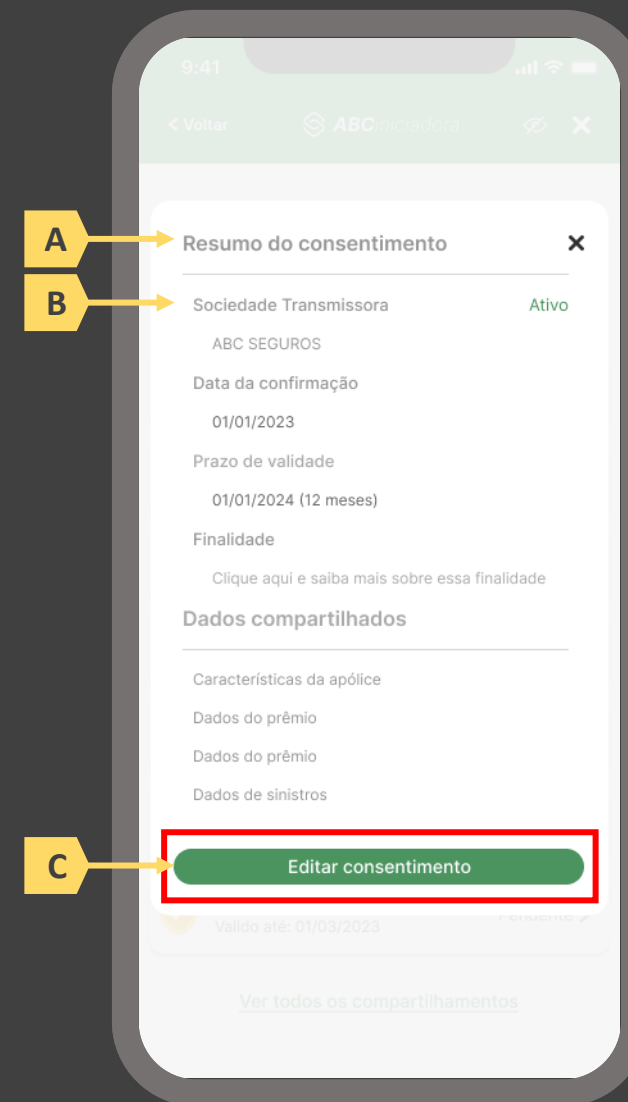 9:41
< Voltar
ABCiniciadora
A
Resumo do consentimento
B
Sociedade Transmissora Ativo
ABC SEGUROS
Data da confirmação
01/01/2023
Prazo de validade
01/01/2024 (12 meses)
Finalidade
Clique aqui e saiba mais sobre essa finalidade
Dados compartilhados
Características da apólice
Dados do prêmio
Dados do prêmio
Dados de sinistros
C
Editar consentimento
Valido até: 01/03/2023 Pendente >
Ver todos os compartilhamentos